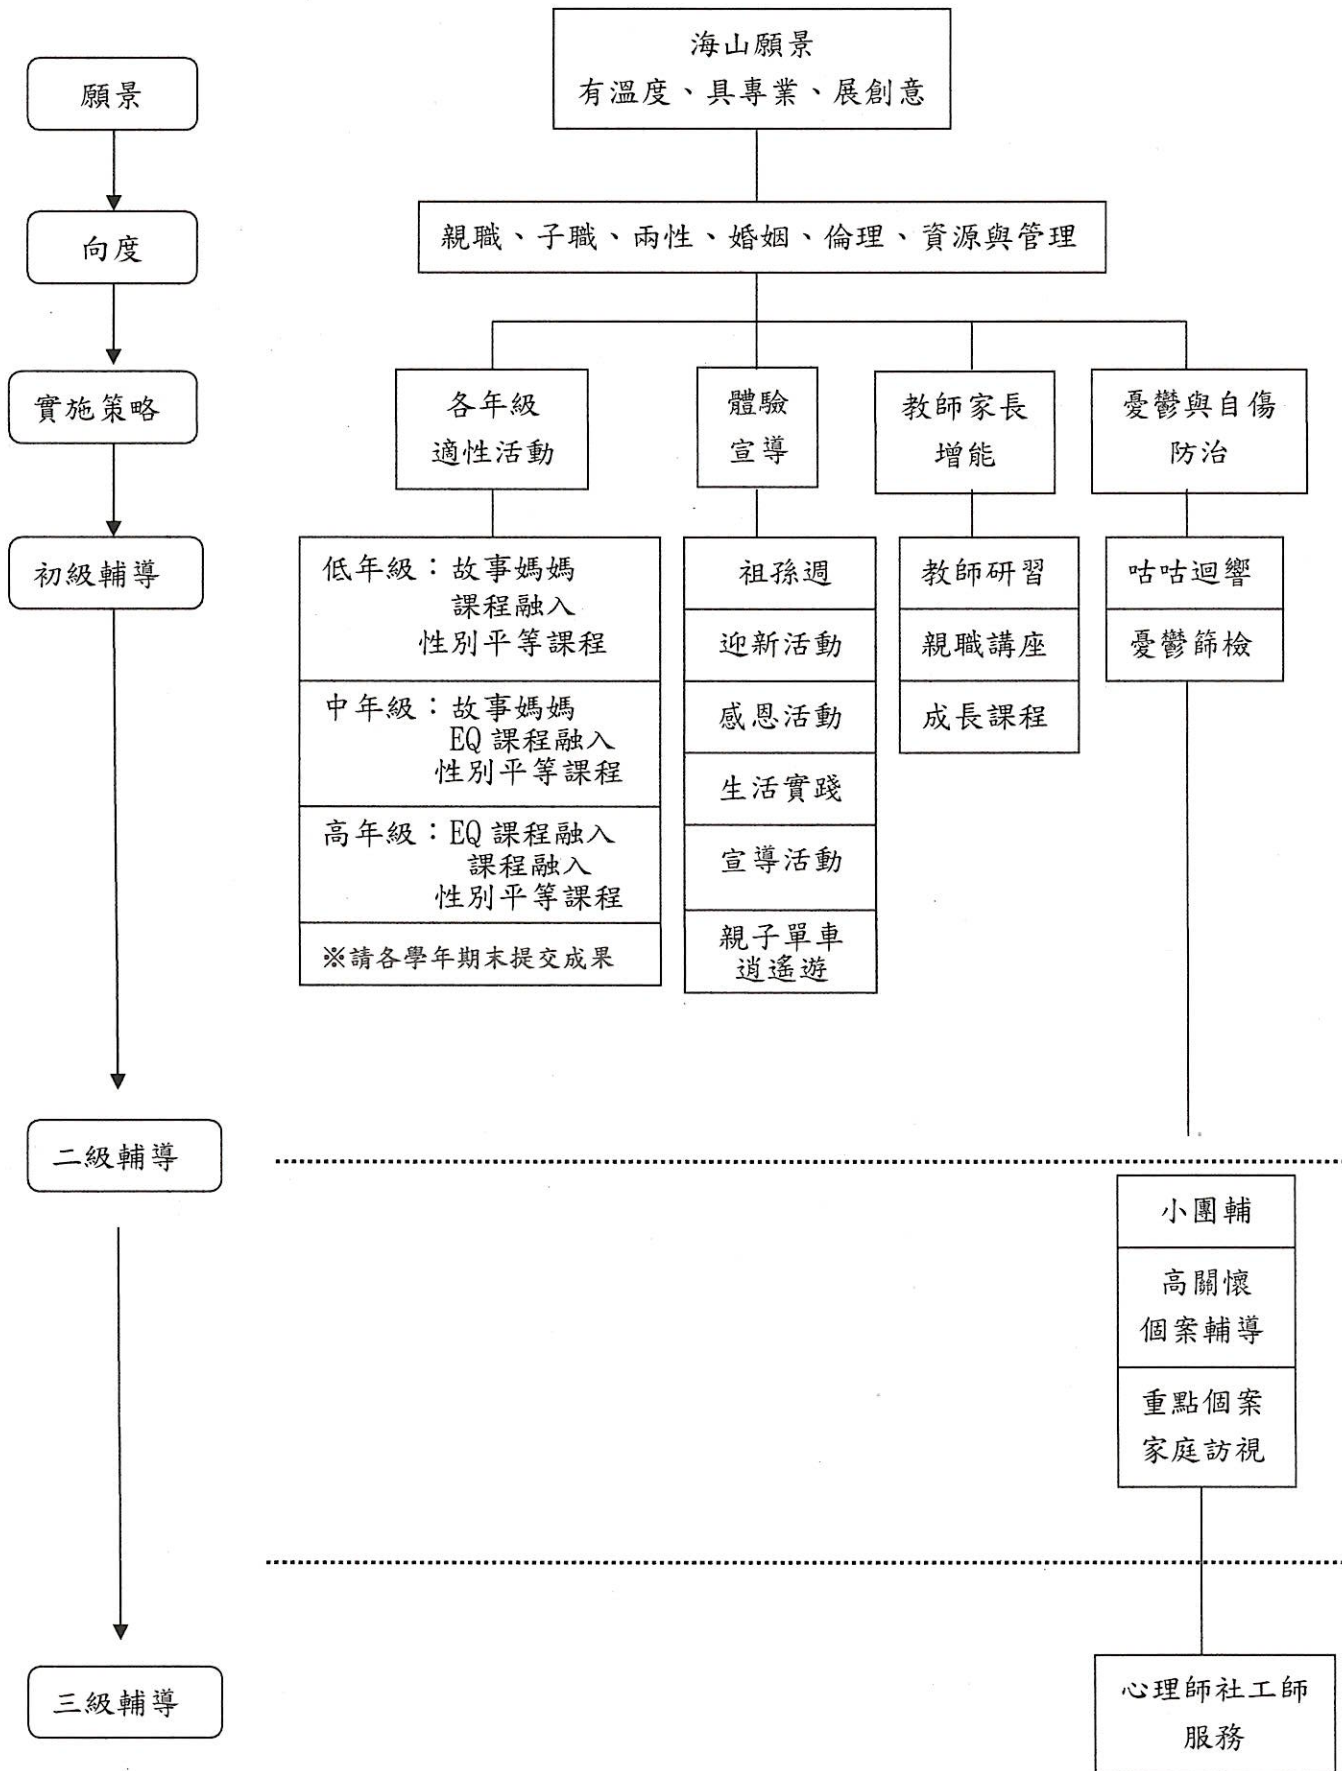 願景
海山願景
有溫度、具專業、展創意
向度
親職、子職、兩性、婚姻、倫理、資源與管理
實施策略
各年級
適性活動
體驗
宣導
教師家長
增能
憂鬱與自傷
防治
初級輔導
低年級：故事媽媽
課程融入
性別平等課程
中年級：故事媽媽
EQ 課程融入
性別平等課程
高年級：EQ 課程融入
課程融入
性別平等課程
※請各學年期末提交成果
祖孫週
迎新活動
感恩活動
生活實踐
宣導活動
親子單車
逍遙遊
教師研習
親職講座
成長課程
咕咕迴響
憂鬱篩檢
二級輔導
小團輔
高關懷
個案輔導
重點個案
家庭訪視
三級輔導
心理師社工師
服務